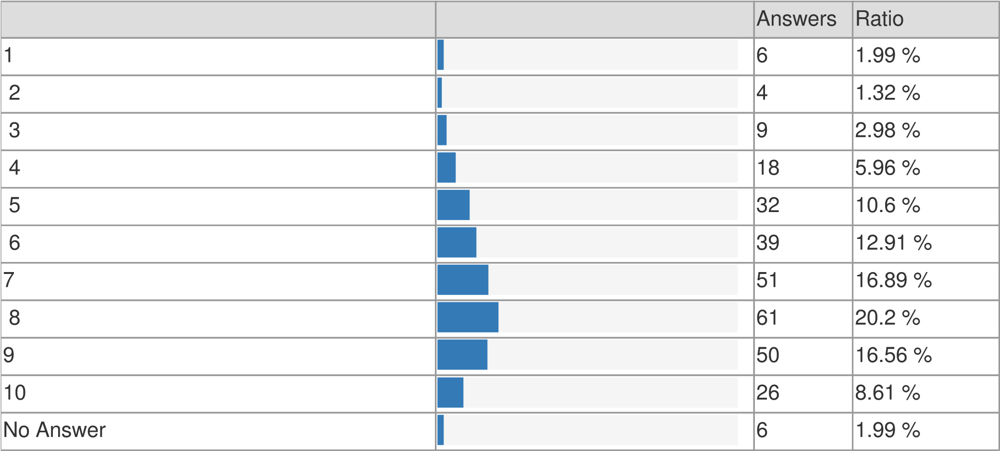 Answers Ratio
1 6 1.99 %
2 4 1.32 %
3 9 2.98 %
4 18 5.96 %
5 32 10.6 %
6 39 12.91 %
7 51 16.89 %
8 61 20.2 %
9 50 16.56 %
10 26 8.61 %
No Answer 6 1.99 %